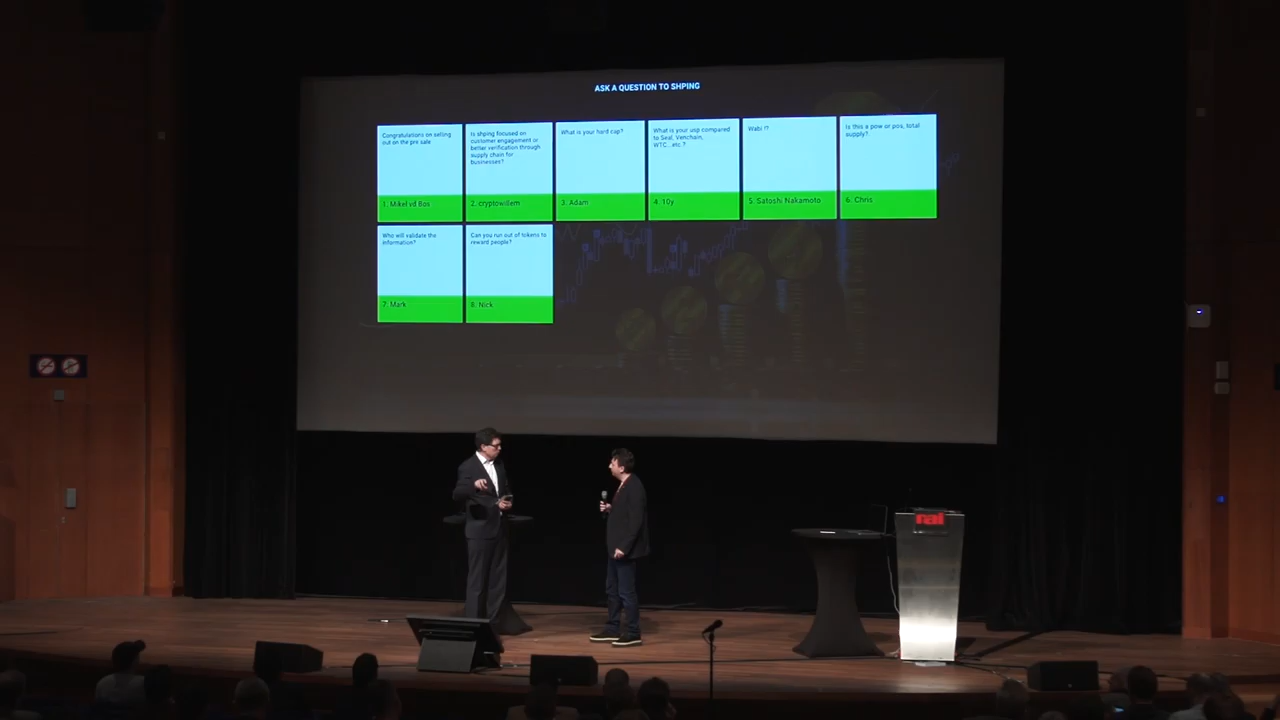 ASK A QUESTION TO SHPING
Congratulations on selling
out on the pre sale
1. Mikel vd Bos
Is shping focused on
customer engagement or
better verification through
supply chain for
businesses?
2. cryptowillem
What is your hard cap?
3. Adam
What is your usp compared
to Seal, Venchain,
WTC...etc ?
4. 10y
Wabi !?
5. Satoshi Nakamoto
Is this a pow or pos, total
supply?
6. Chris
Who will validate the
information?
7. Mark
Can you run out of tokens to
reward people?
8. Nick
rai